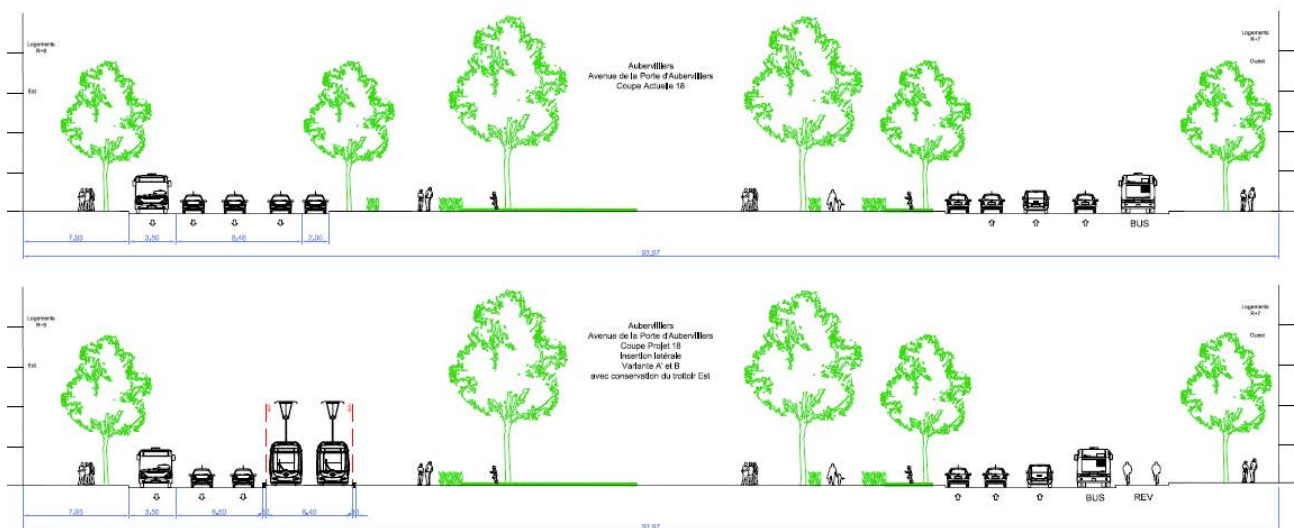 Logements
R+8
Est
Aubervilliers
Avenue de la Porte d'Aubervilliers
Coupe Actuelle 18
Logements
R+7
Ouest
BUS
7,93
3,50
9,48
2,00
93,97
Logements
R+8
Est
Aubervilliers
Avenue de la Porte d'Aubervilliers
Coupe Projet 18
Insertion latérale
Variante A' et B
avec conservation du trottoir Est
Logements
R+7
Ouest
BUS
REV
7,93
3,50
6,50
6,40
93,97